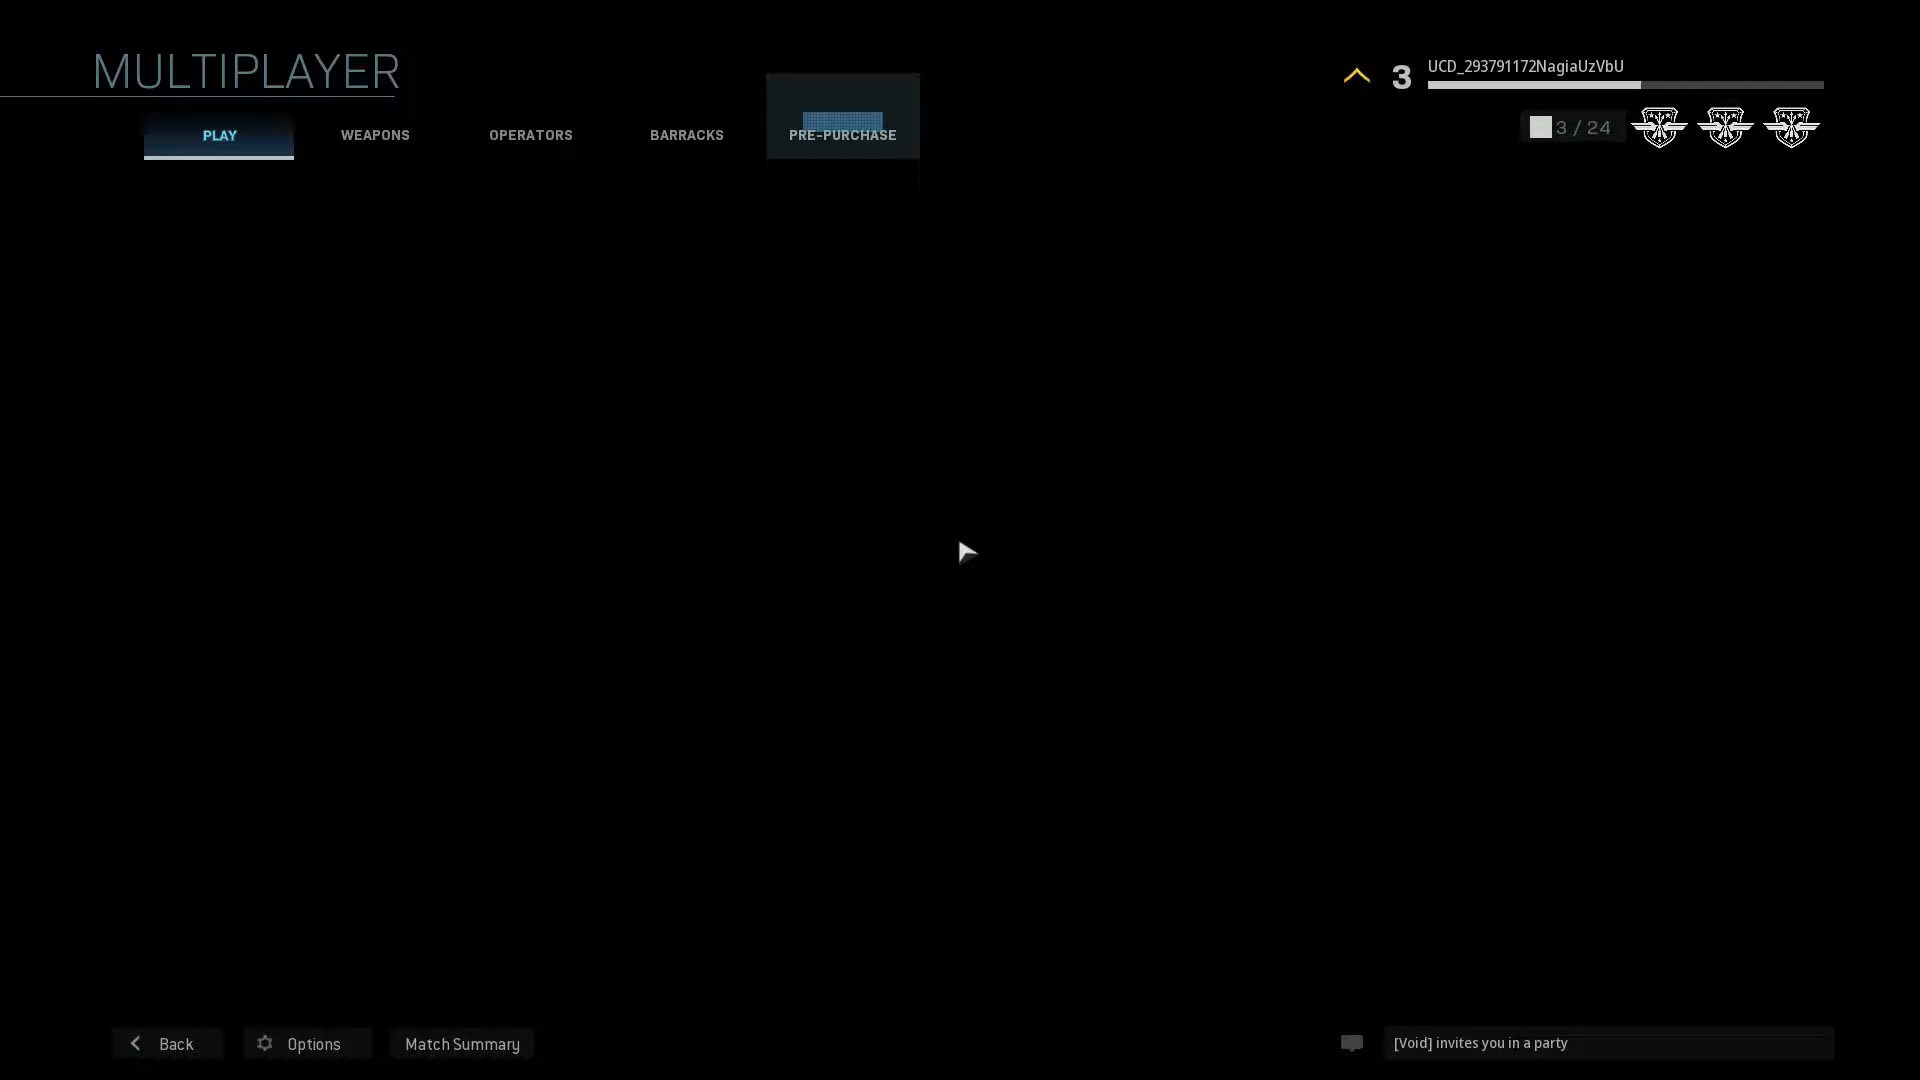 MULTIPLAYER
PLAY
WEAPONS
OPERATORS
BARRACKS
PRE-PURCHASE
3
UCD_293791172NagiaUzVbU
3 / 24
Back
Options
Match Summary
[Void] invites you in a party